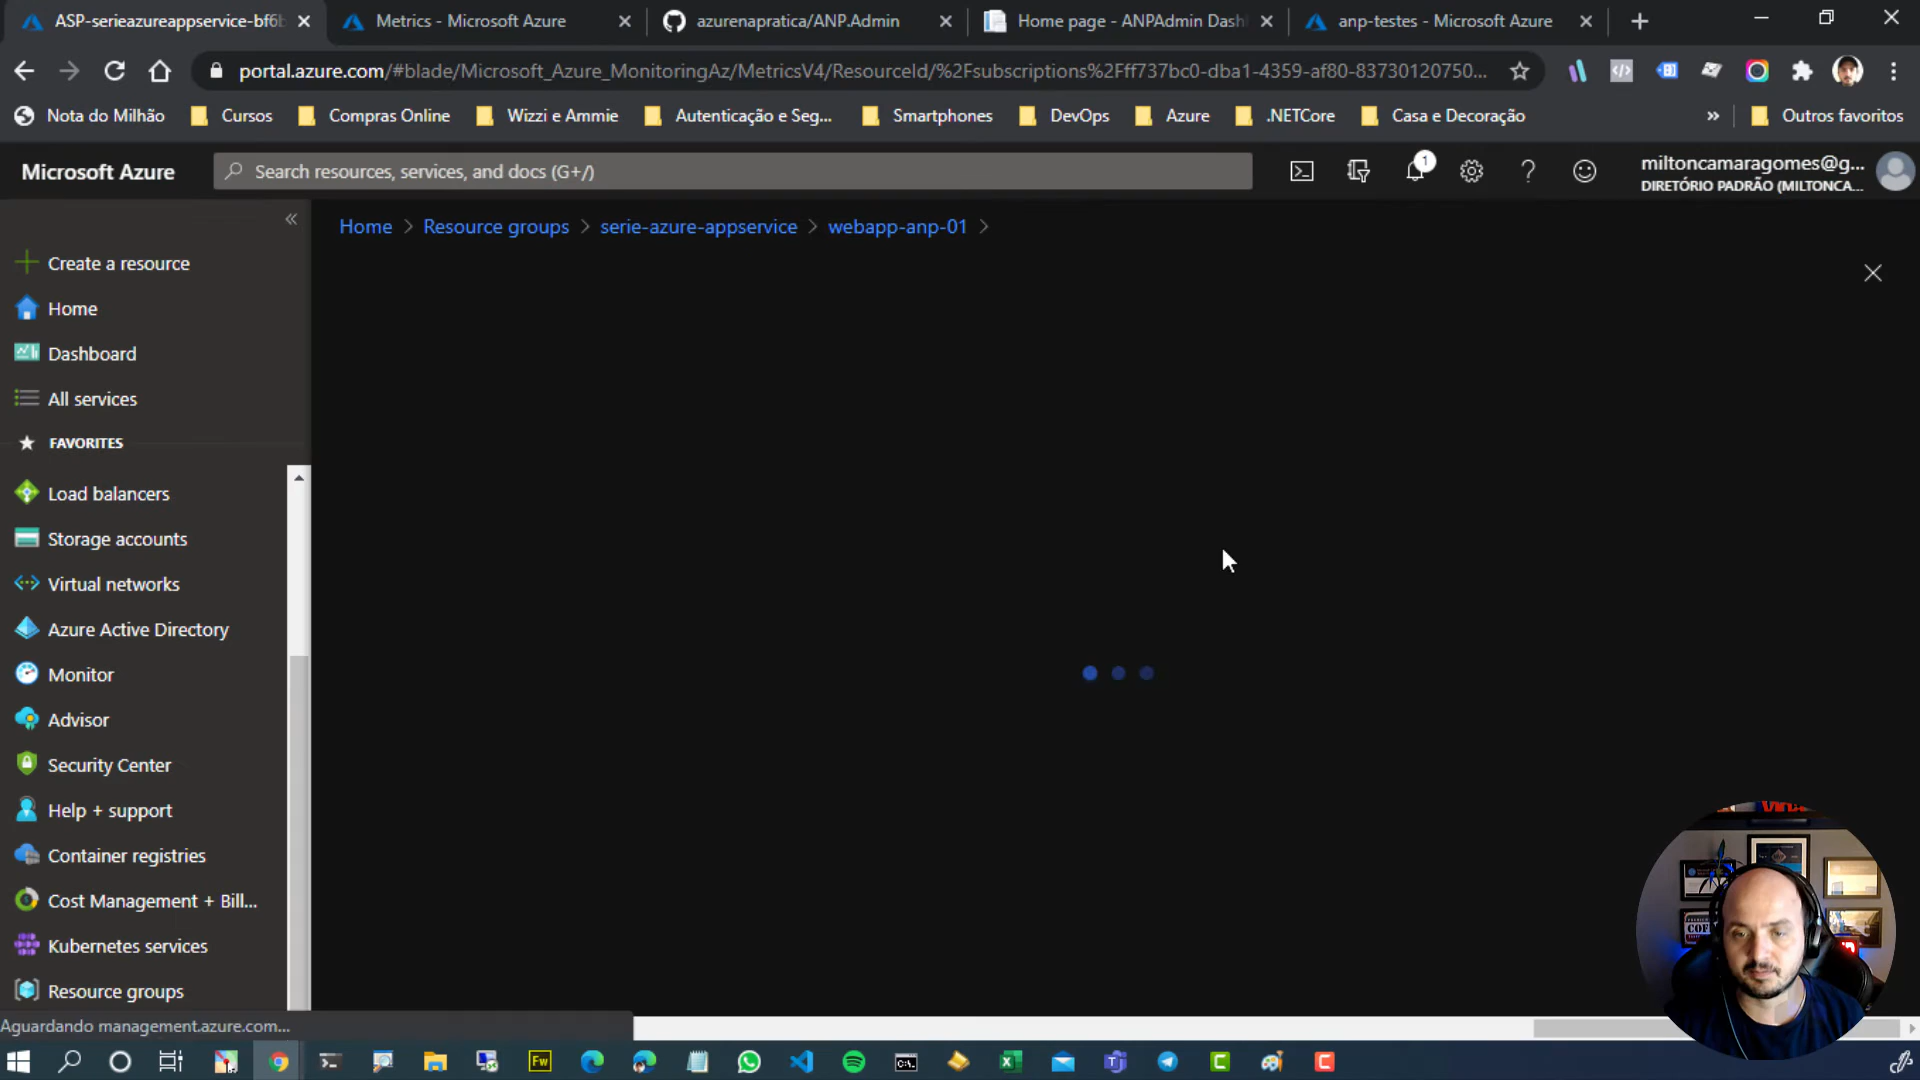 ASP-serieazureappservice-bf6b
Metrics - Microsoft Azure
azurenapratica/ANP.Admin
Home page - ANPAdmin Dash
anp-testes - Microsoft Azure
portal.azure.com/#blade/Microsoft_Azure_MonitoringAz/MetricsV4/ResourceId/%2Fsubscriptions%2Fff737bc0-dba1-4359-af80-83730120750...
Nota do Milhão
Cursos
Compras Online
Wizzi e Ammie
Autenticação e Seg...
Smartphones
DevOps
Azure
.NETCore
Casa e Decoração
»
Outros favoritos
Microsoft Azure
Search resources, services, and docs (G+/)
1
miltoncamaragomes@g...
DIRETÓRIO PADRÃO (MILTONCA...
Home > Resource groups > serie-azure-appservice > webapp-anp-01 >
Create a resource
Home
Dashboard
All services
FAVORITES
Load balancers
Storage accounts
Virtual networks
Azure Active Directory
Monitor
Advisor
Security Center
Help + support
Container registries
Cost Management + Bill...
Kubernetes services
Resource groups
Aguardando management.azure.com...
Fw